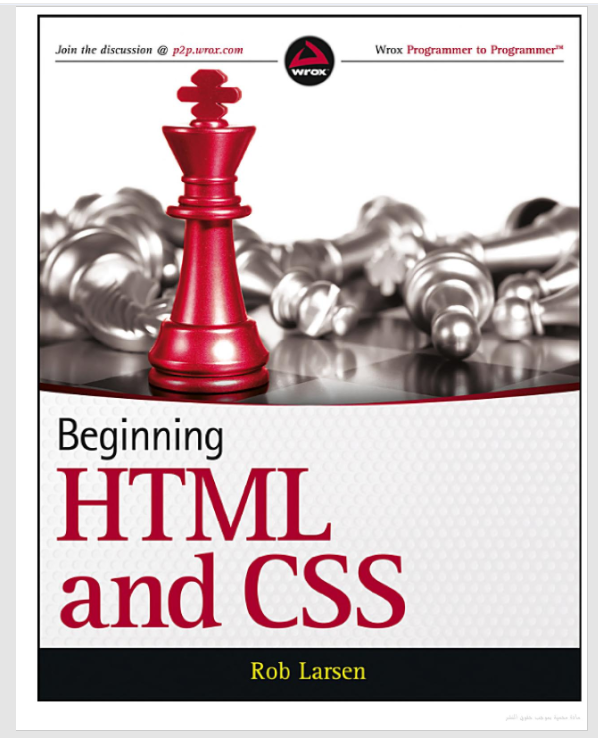 Join the discussion @ p2p.wrox.com
wrox
Wrox Programmer to Programmer™
Beginning
HTML
and CSS
Rob Larsen